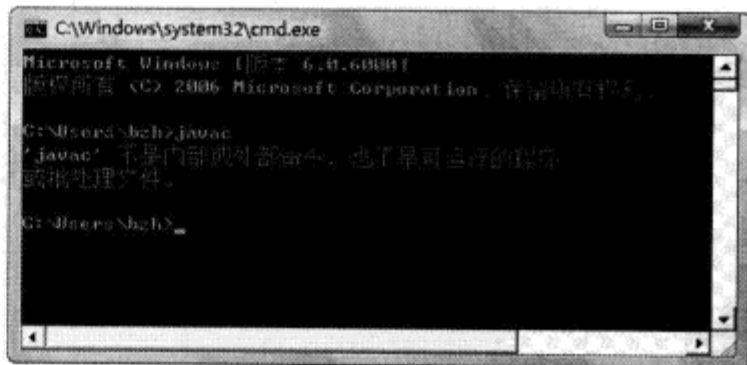 C:\Windows\system32\cmd.exe
Microsoft Windows [版本 6.0.6000]
版权所有 (C) 2006 Microsoft Corporation。保留所有权利。
C:\Users\bzh>javac
'javac' 不是内部或外部命令，也不是可运行的程序
或批处理文件。
C:\Users\bzh>